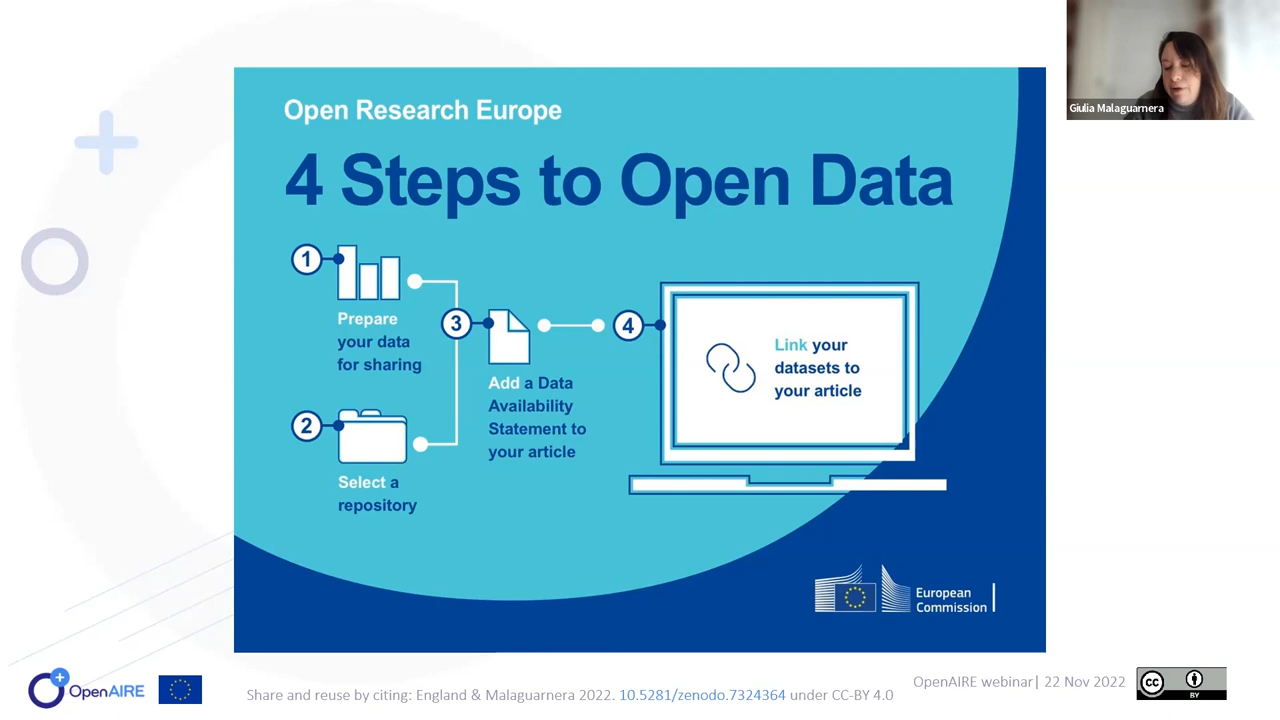 Giulia Malaguarnera
Open Research Europe
4 Steps to Open Data
1
Prepare
your data
for sharing
2
Select a
repository
3
Add a Data
Availability
Statement to
your article
4
Link your
datasets to
your article
European
Commission
OpenAIRE
Share and reuse by citing: England & Malaguarnera 2022. 10.5281/zenodo.7324364 under CC-BY 4.0
OpenAIRE webinar| 22 Nov 2022
cc
BY